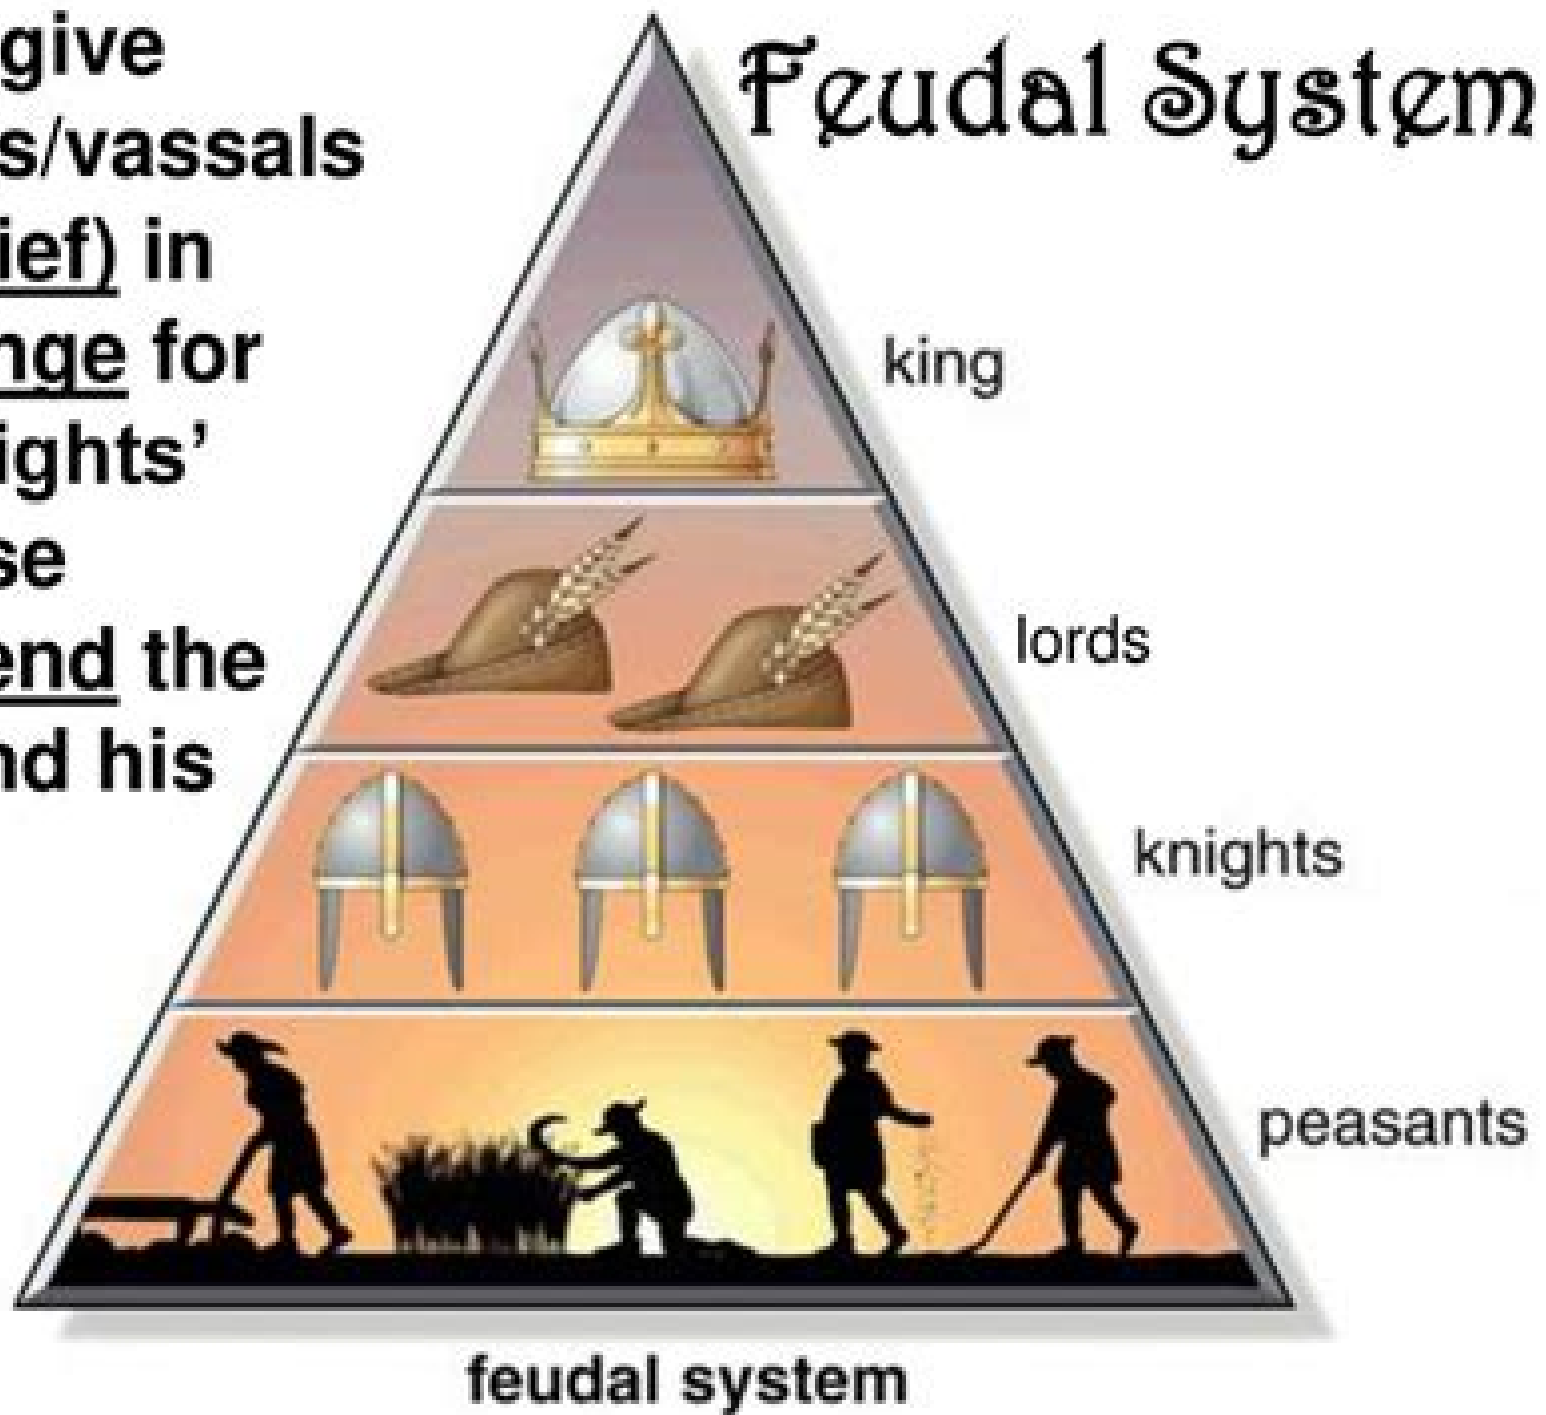 give
s/vassals
ief) in
nge for
ights’
se
end the
nd his
Feudal System
king
lords
knights
peasants
feudal system